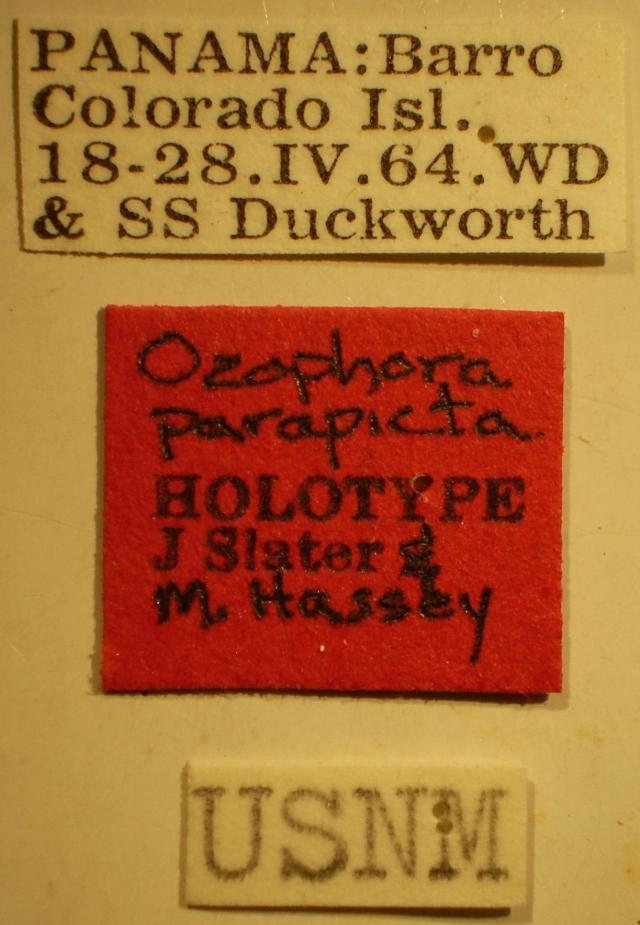 PANAMA:Barro
Colorado Isl.
18-28.IV.64.WD
& SS Duckworth
Ozophora
parapicta
HOLOTYPE
J Slater &
M. Hassey
USNM